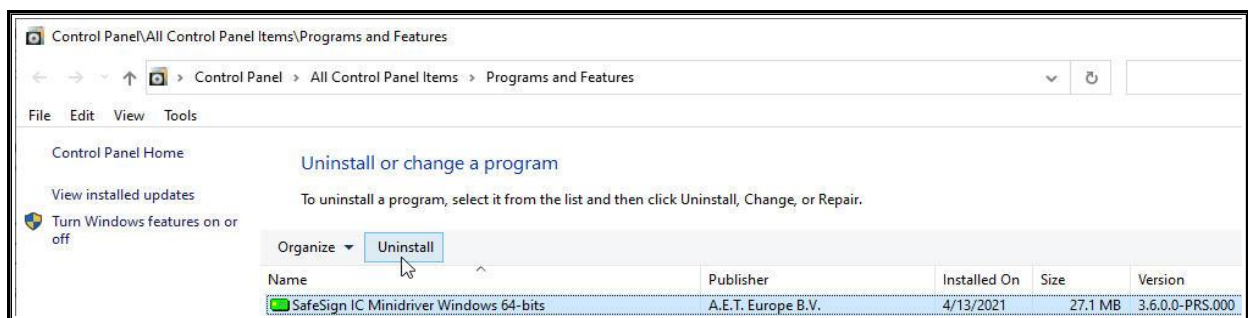 Control Panel\All Control Panel Items\Programs and Features
Control Panel > All Control Panel Items > Programs and Features
File Edit View Tools
Control Panel Home
View installed updates
Turn Windows features on or
off
Uninstall or change a program
To uninstall a program, select it from the list and then click Uninstall, Change, or Repair.
Organize Uninstall
Name Publisher Installed On Size Version
SafeSign IC Minidriver Windows 64-bits A.E.T. Europe B.V. 4/13/2021 27.1 MB 3.6.0.0-PRS.000